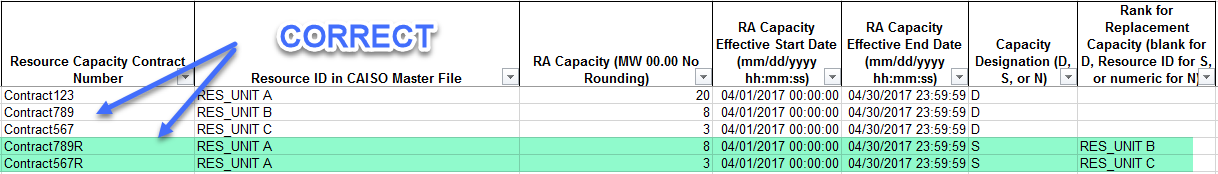 CORRECT
Resource Capacity Contract Number	Resource ID in CAISO Master File	RA Capacity (MW 00.00 No Rounding)	RA Capacity Effective Start Date (mm/dd/yyyy hh:mm:ss)	RA Capacity Effective End Date (mm/dd/yyyy hh:mm:ss)	Capacity Designation (D, S, or N)	Rank for Replacement Capacity (blank for D, Resource ID for S, or numeric for N)
Contract123	RES_UNIT A	20	04/01/2017 00:00:00	04/30/2017 23:59:59	D
Contract789	RES_UNIT B	8	04/01/2017 00:00:00	04/30/2017 23:59:59	D
Contract567	RES_UNIT C	3	04/01/2017 00:00:00	04/30/2017 23:59:59	D
Contract789R	RES_UNIT A	8	04/01/2017 00:00:00	04/30/2017 23:59:59	S	RES_UNIT B
Contract567R	RES_UNIT A	3	04/01/2017 00:00:00	04/30/2017 23:59:59	S	RES_UNIT C